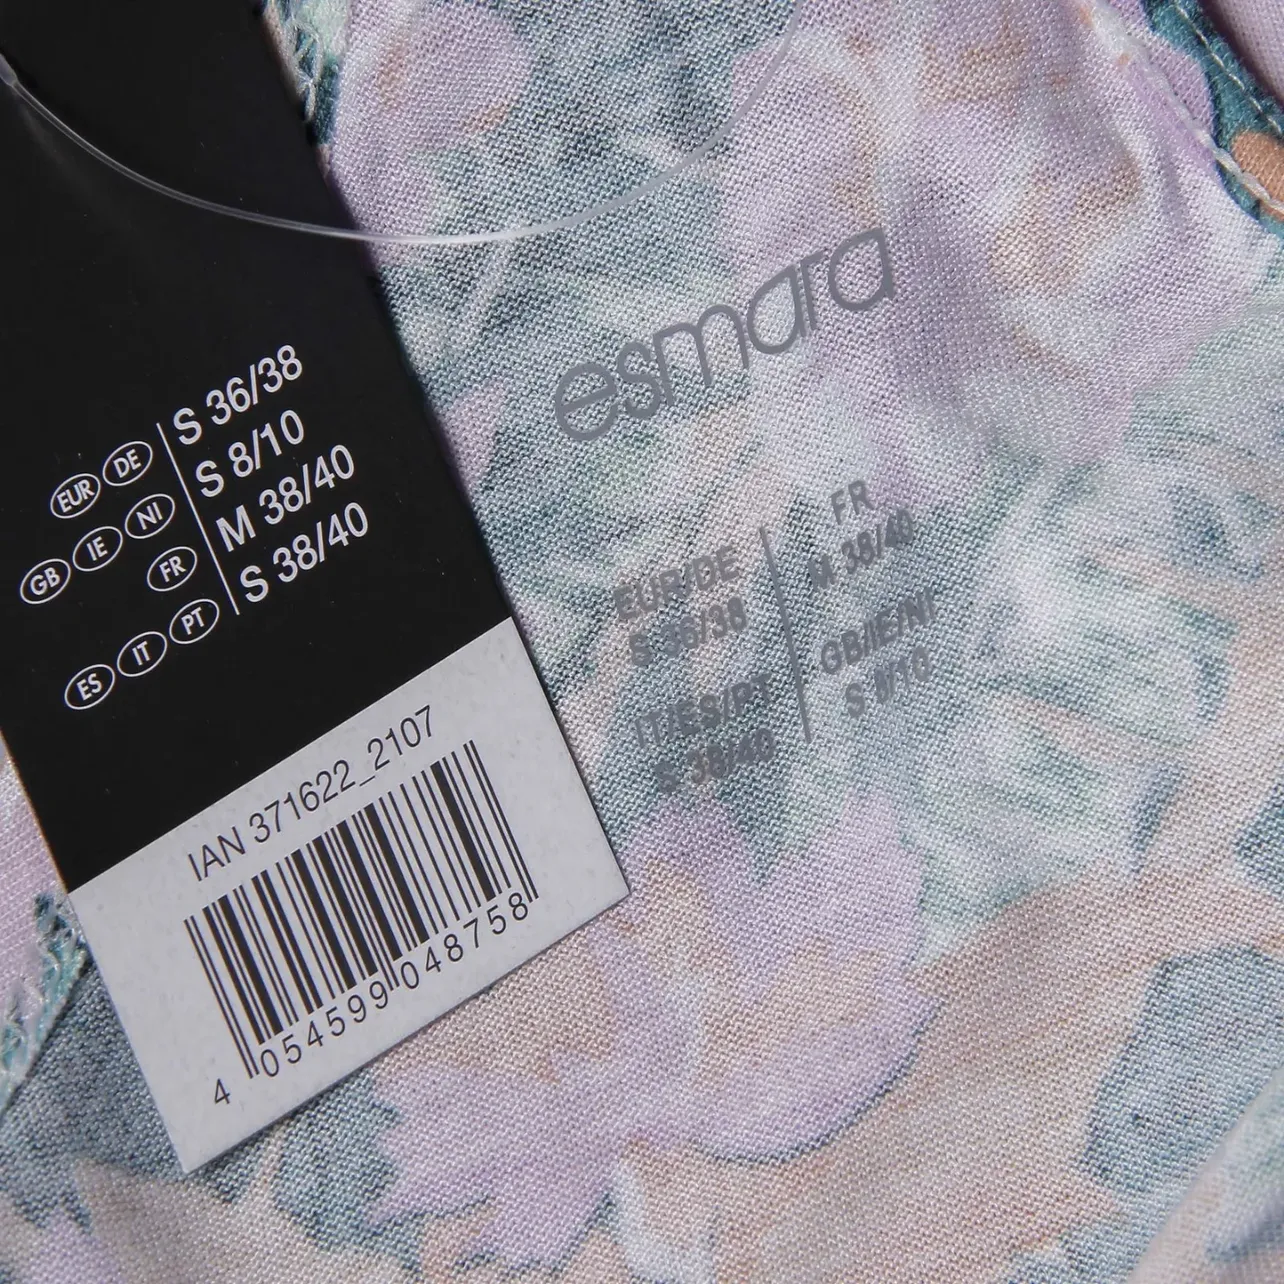 EUR DE S 36/38
GB IE NI S 8/10
FR M 38/40
ES IT PT S 38/40
IAN 371622_2107
4 054599 048758
esmara
EUR/DE
S 36/38
IT/ES/PT
S 38/40
FR
M 38/40
GB/IE/NI
S 8/10